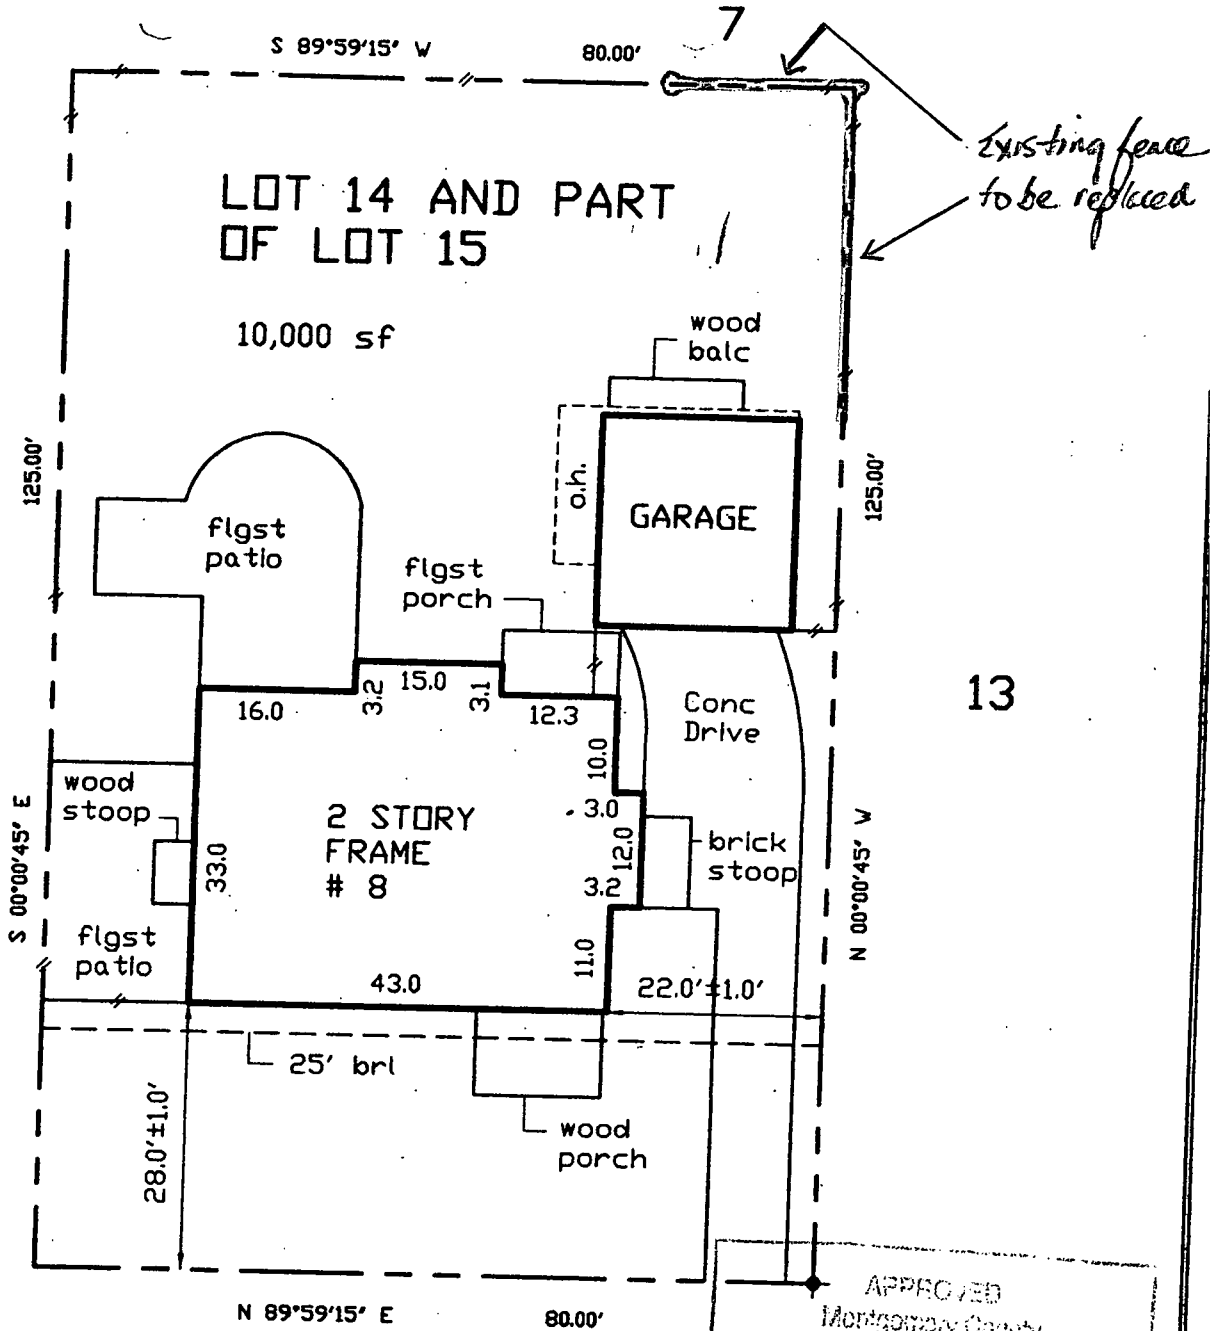 7
S 89°59'15" W
80.00'
Existing fence
to be replaced
LOT 14 AND PART
OF LOT 15
10,000 sf
wood
balc
125.00'
o.h.
GARAGE
125.00'
flgst
patio
flgst
porch
15.0
3.2
3.1
16.0
12.3
Conc
Drive
13
10.0
wood
stoop
3.0
2 STORY
FRAME
# 8
12.0
brick
stoop
33.0
3.2
S 00°00'45" E
N 00°00'45" W
flgst
patio
11.0
43.0
22.0'±1.0'
25' brl
28.0'±1.0'
wood
porch
N 89°59'15" E
80.00'
APPROVED
Montgomery County